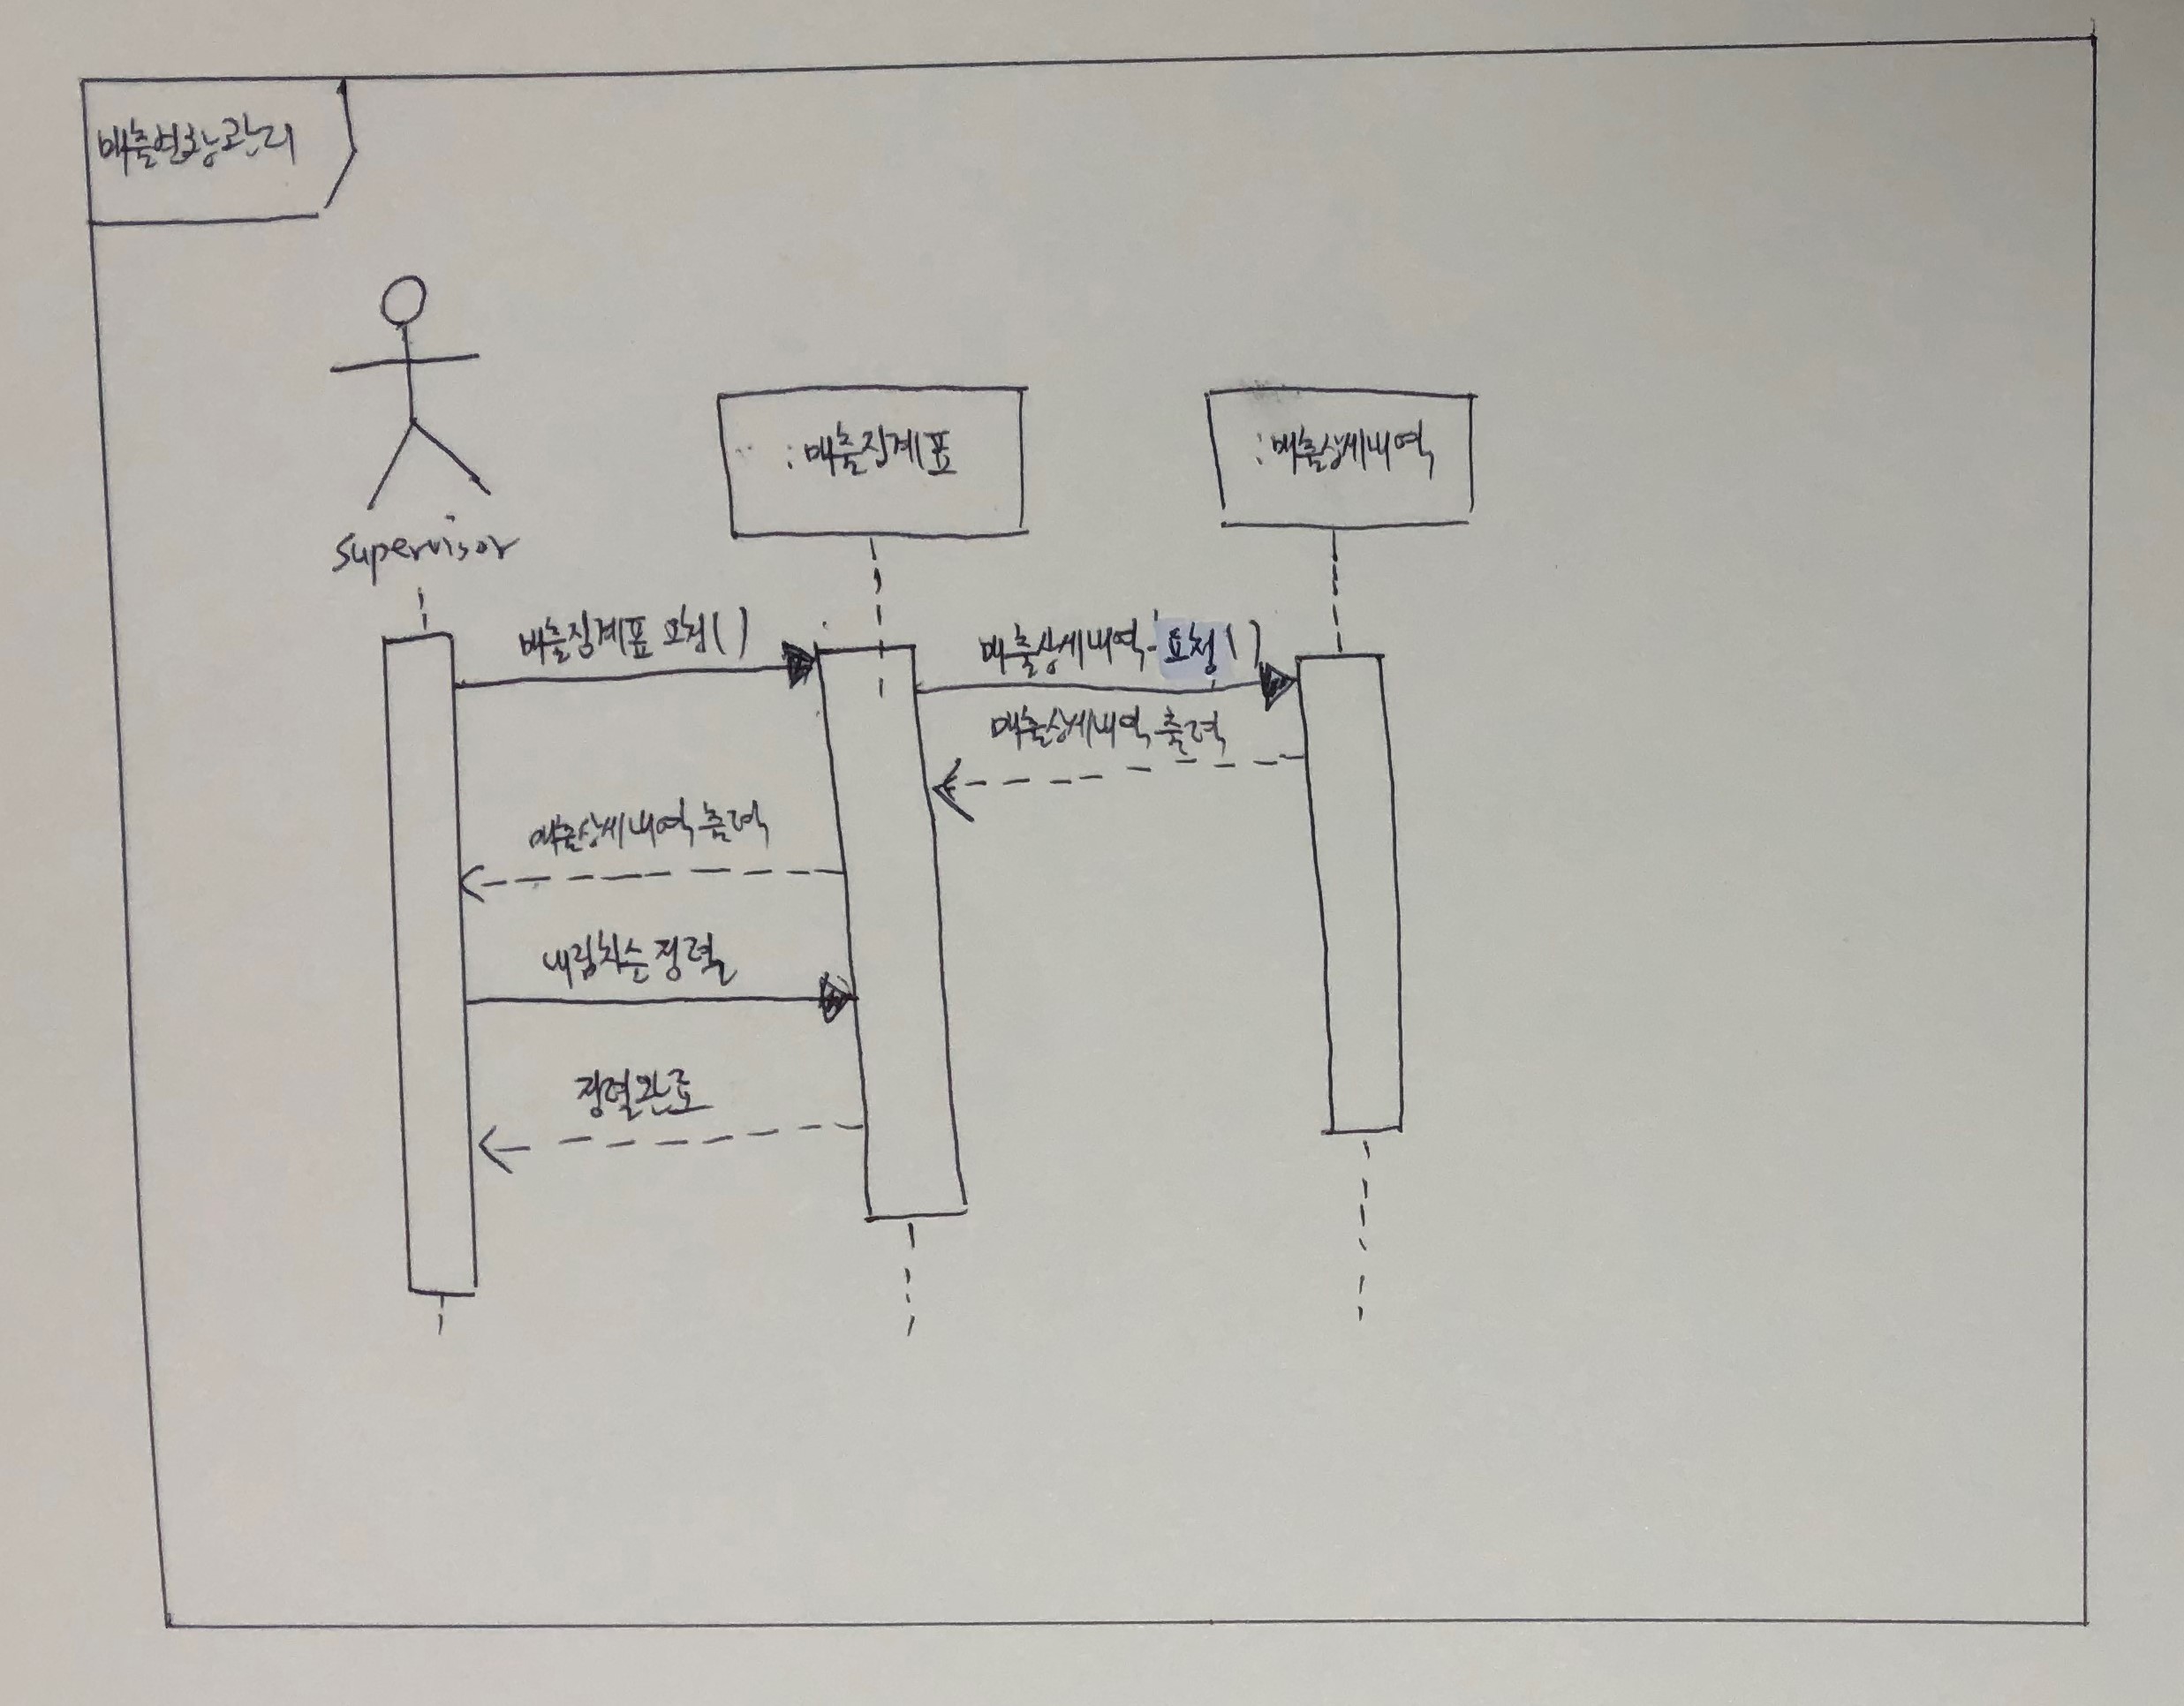 매출현황관리
supervisor
:매출집계표
:매출상세내역
매출집계표 요청()
매출상세내역 요청()
매출상세내역 출력
매출상세내역 출력
내림차순 정렬
정렬완료